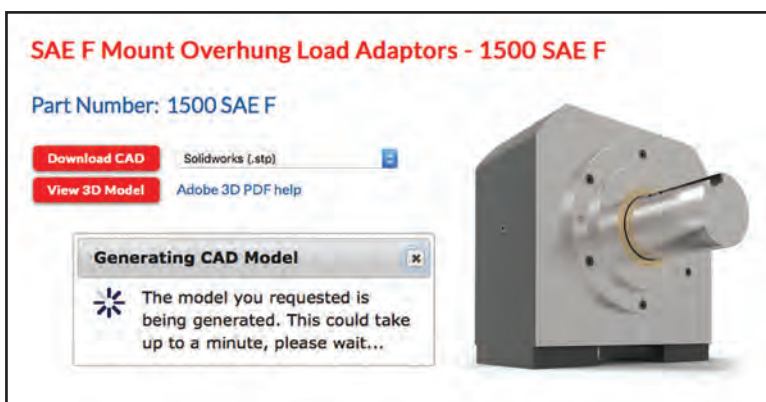 SAE F Mount Overhung Load Adaptors - 1500 SAE F
Part Number: 1500 SAE F
Download CAD
Solidworks (.stp)
View 3D Model
Adobe 3D PDF help
Generating CAD Model
The model you requested is
being generated. This could take
up to a minute, please wait...